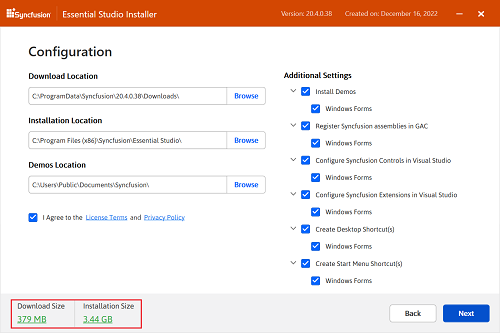 Syncfusion Essential Studio Installer Version: 20.4.0.38 Created on: December 16, 2022
Configuration
Download Location
C:\ProgramData\Syncfusion\20.4.0.38\Downloads\ Browse
Installation Location
C:\Program Files (x86)\Syncfusion\Essential Studio\ Browse
Demos Location
C:\Users\Public\Documents\Syncfusion\ Browse
I Agree to the License Terms and Privacy Policy
Additional Settings
Install Demos
Windows Forms
Register Syncfusion assemblies in GAC
Windows Forms
Configure Syncfusion Controls in Visual Studio
Windows Forms
Configure Syncfusion Extensions in Visual Studio
Windows Forms
Create Desktop Shortcut(s)
Windows Forms
Create Start Menu Shortcut(s)
Windows Forms
Download Size Installation Size
379 MB 3.44 GB
Back Next